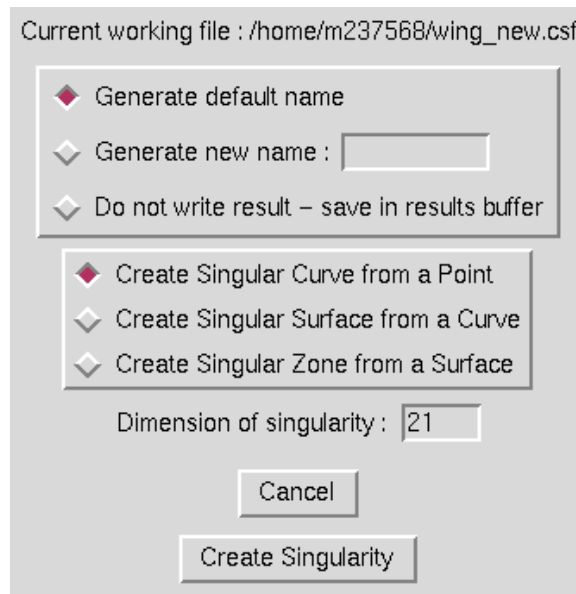 Current working file : /home/m237568/wing_new.csf
Generate default name
Generate new name :
Do not write result – save in results buffer
Create Singular Curve from a Point
Create Singular Surface from a Curve
Create Singular Zone from a Surface
Dimension of singularity : 21
Cancel
Create Singularity